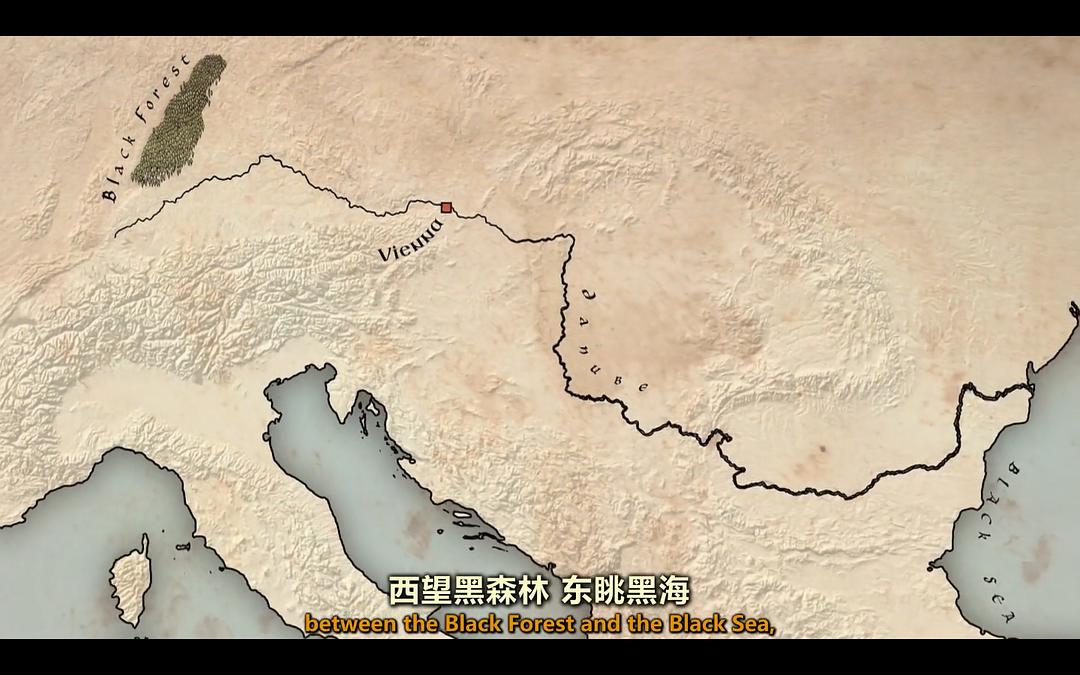 Black Forest
Vienna
Danube
BLACK SEA
西望黑森林 东眺黑海
between the Black Forest and the Black Sea,